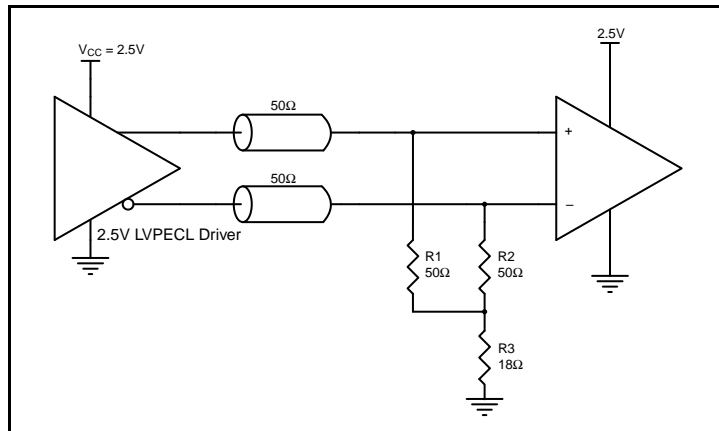 2.5V
V_CC = 2.5V
50Ω
+
50Ω
–
2.5V LVPECL Driver
R1
50Ω
R2
50Ω
R3
18Ω